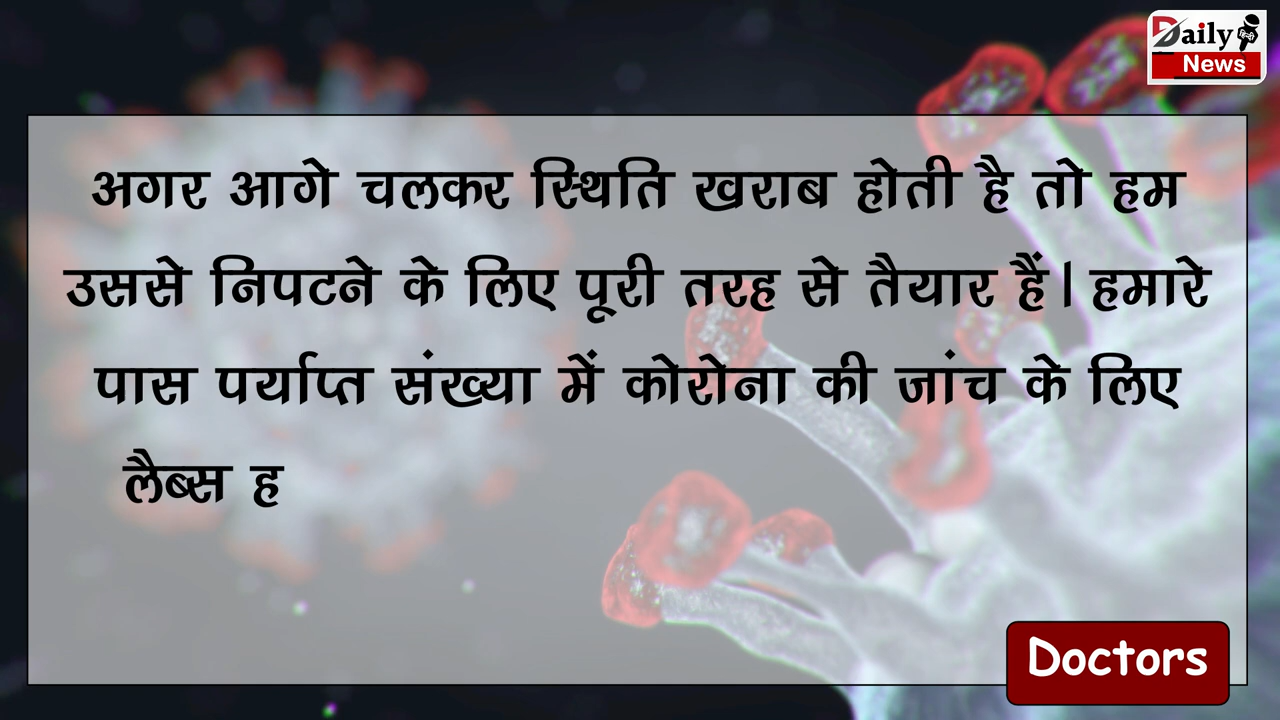 Daily
हिन्दी
News
अगर आगे चलकर स्थिति खराब होती है तो हम
उससे निपटने के लिए पूरी तरह से तैयार हैं। हमारे
पास पर्याप्त संख्या में कोरोना की जांच के लिए
लैब्स ह
Doctors